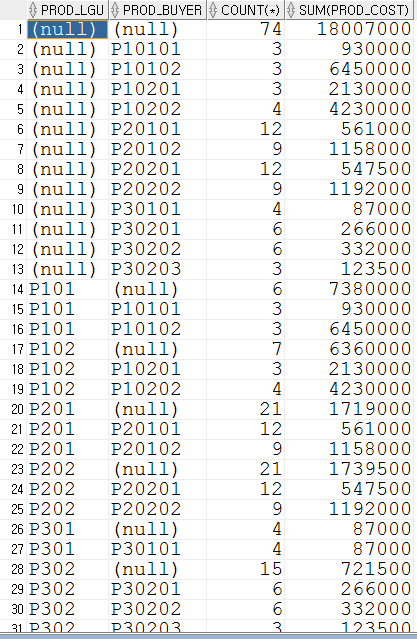 PROD_LGU PROD_BUYER COUNT(*) SUM(PROD_COST)
1 (null) (null) 74 18007000
2 (null) P10101 3 930000
3 (null) P10102 3 6450000
4 (null) P10201 3 2130000
5 (null) P10202 4 4230000
6 (null) P20101 12 561000
7 (null) P20102 9 1158000
8 (null) P20201 12 547500
9 (null) P20202 9 1192000
10 (null) P30101 4 87000
11 (null) P30201 6 266000
12 (null) P30202 6 332000
13 (null) P30203 3 123500
14 P101 (null) 6 7380000
15 P101 P10101 3 930000
16 P101 P10102 3 6450000
17 P102 (null) 7 6360000
18 P102 P10201 3 2130000
19 P102 P10202 4 4230000
20 P201 (null) 21 1719000
21 P201 P20101 12 561000
22 P201 P20102 9 1158000
23 P202 (null) 21 1739500
24 P202 P20201 12 547500
25 P202 P20202 9 1192000
26 P301 (null) 4 87000
27 P301 P30101 4 87000
28 P302 (null) 15 721500
29 P302 P30201 6 266000
30 P302 P30202 6 332000
31 P302 P30203 3 123500